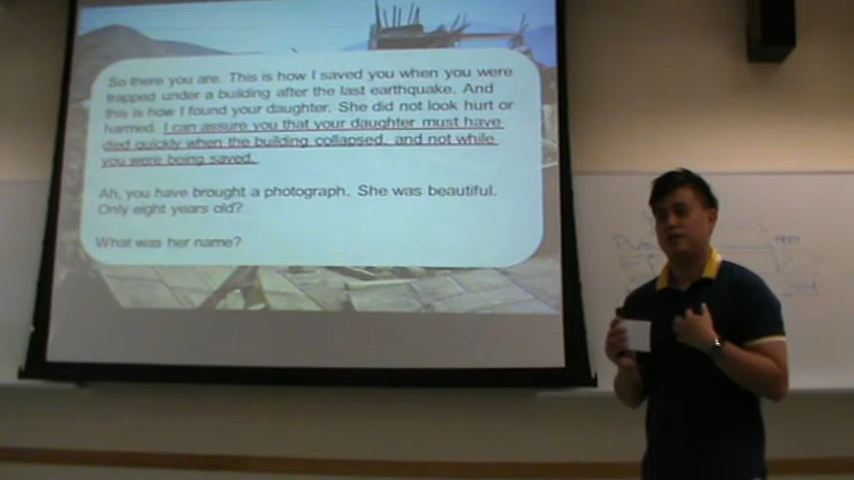 So there you are. This is how I saved you when you were
trapped under a building after the last earthquake. And
this is how I found your daughter. She did not look hurt or
harmed. I can assure you that your daughter must have
died quickly when the building collapsed, and not while
you were being saved.
Ah, you have brought a photograph. She was beautiful.
Only eight years old?
What was her name?